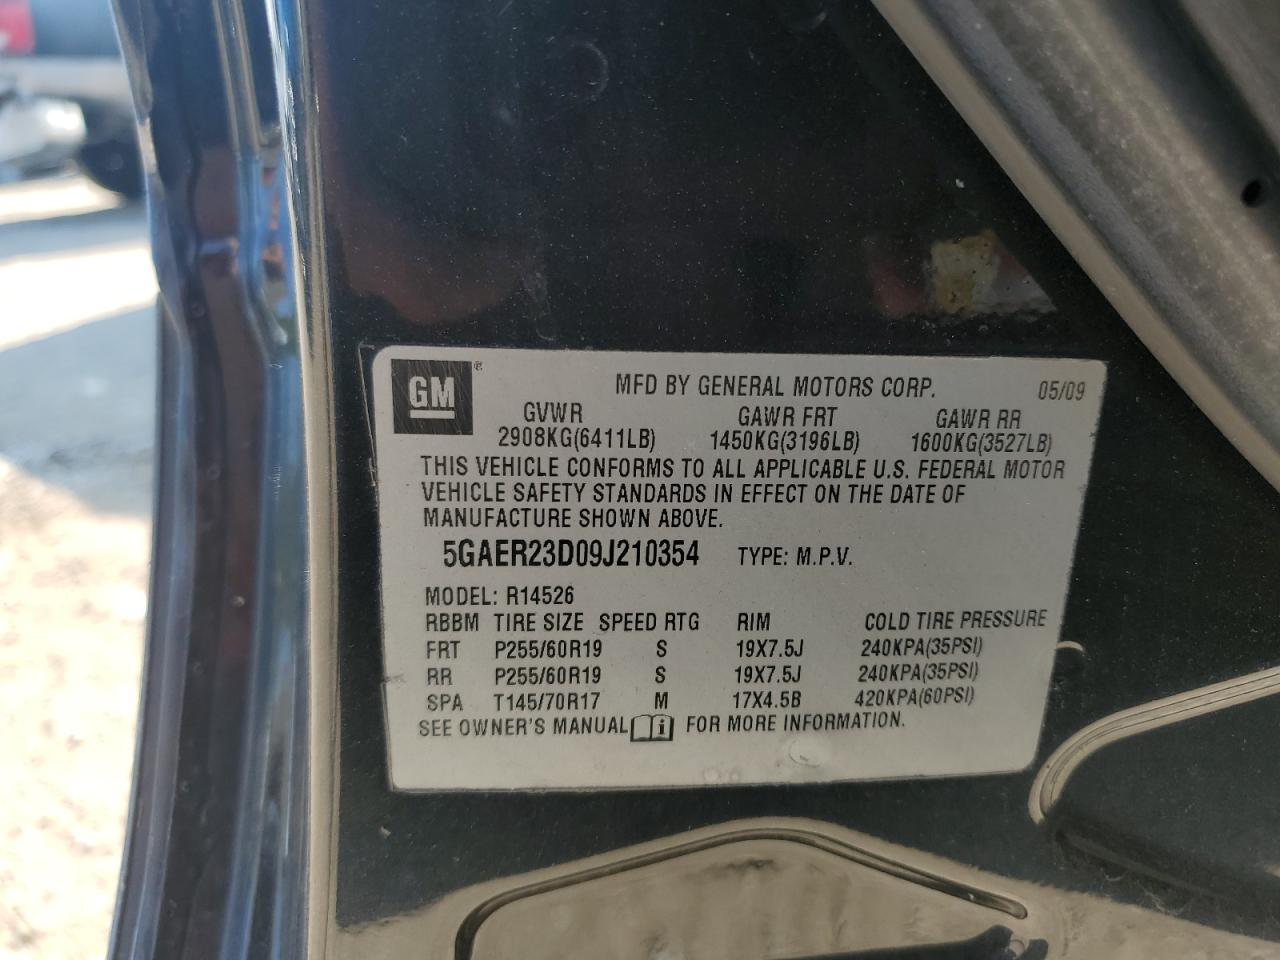 GM ®
MFD BY GENERAL MOTORS CORP. 05/09
GVWR GAWR FRT GAWR RR
2908KG(6411LB) 1450KG(3196LB) 1600KG(3527LB)
THIS VEHICLE CONFORMS TO ALL APPLICABLE U.S. FEDERAL MOTOR
VEHICLE SAFETY STANDARDS IN EFFECT ON THE DATE OF
MANUFACTURE SHOWN ABOVE.
5GAER23D09J210354 TYPE: M.P.V.
MODEL: R14526
RBBM TIRE SIZE SPEED RTG RIM COLD TIRE PRESSURE
FRT P255/60R19 S 19X7.5J 240KPA(35PSI)
RR P255/60R19 S 19X7.5J 240KPA(35PSI)
SPA T145/70R17 M 17X4.5B 420KPA(60PSI)
SEE OWNER'S MANUAL i FOR MORE INFORMATION.